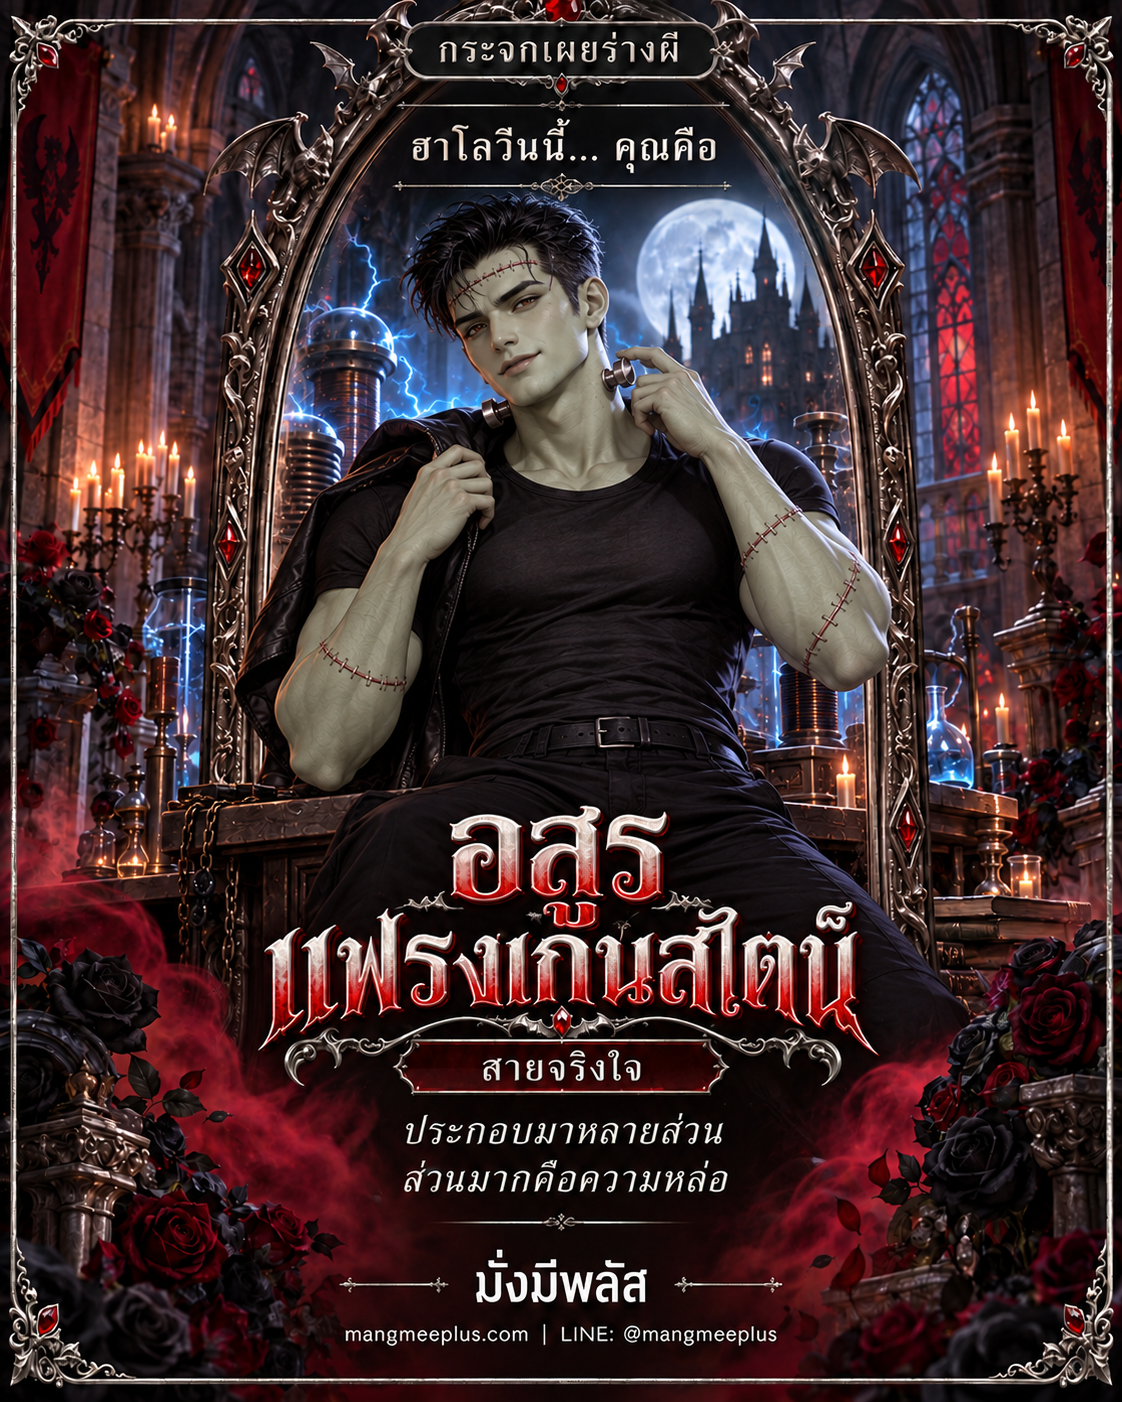 กระจกเผยร่างผี
ฮาโลวีนนี้... คุณคือ
อสูร
แฟรงเกนสไตน์
สายจริงใจ
ประกอบมาหลายส่วน
ส่วนมากคือความหล่อ
มั่งมีพลัส
mangmeeplus.com | LINE: @mangmeeplus